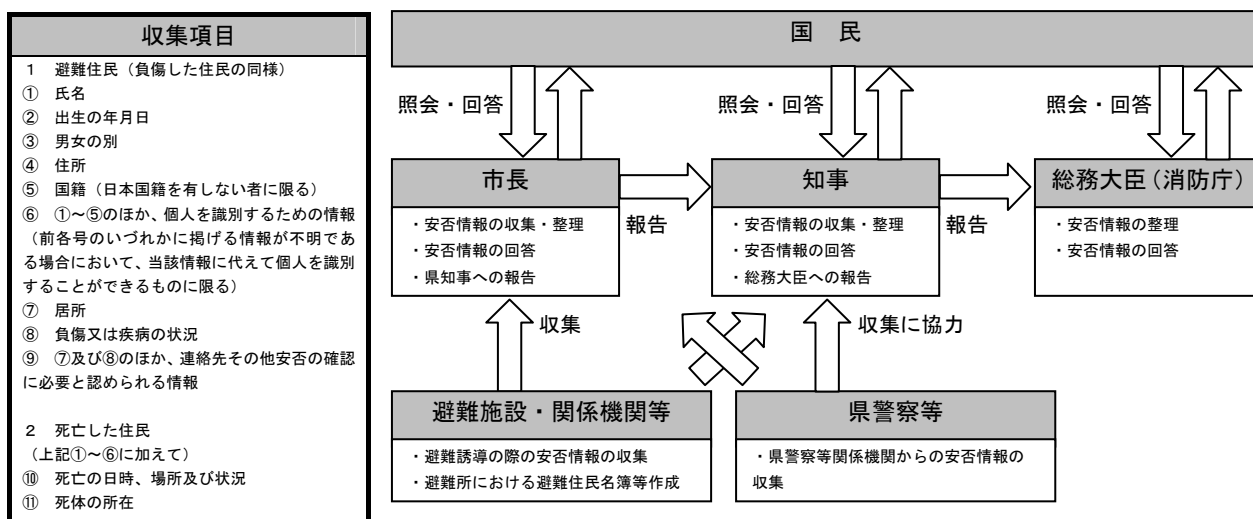 収集項目
1 避難住民（負傷した住民の同様）
① 氏名
② 出生の年月日
③ 男女の別
④ 住所
⑤ 国籍（日本国籍を有しない者に限る）
⑥ ①～⑤のほか、個人を識別するための情報
（前各号のいづれかに掲げる情報が不明であ
る場合において、当該情報に代えて個人を識別
することができるものに限る）
⑦ 居所
⑧ 負傷又は疾病の状況
⑨ ⑦及び⑧のほか、連絡先その他安否の確認
に必要と認められる情報
2 死亡した住民
（上記①～⑥に加えて）
⑩ 死亡の日時、場所及び状況
⑪ 死体の所在
国 民
照会・回答
照会・回答
照会・回答
市長
・安否情報の収集・整理
・安否情報の回答
・県知事への報告
報告
知事
・安否情報の収集・整理
・安否情報の回答
・総務大臣への報告
報告
総務大臣（消防庁）
・安否情報の整理
・安否情報の回答
収集
収集に協力
避難施設・関係機関等
・避難誘導の際の安否情報の収集
・避難所における避難住民名簿等作成
県警察等
・県警察等関係機関からの安否情報の
収集